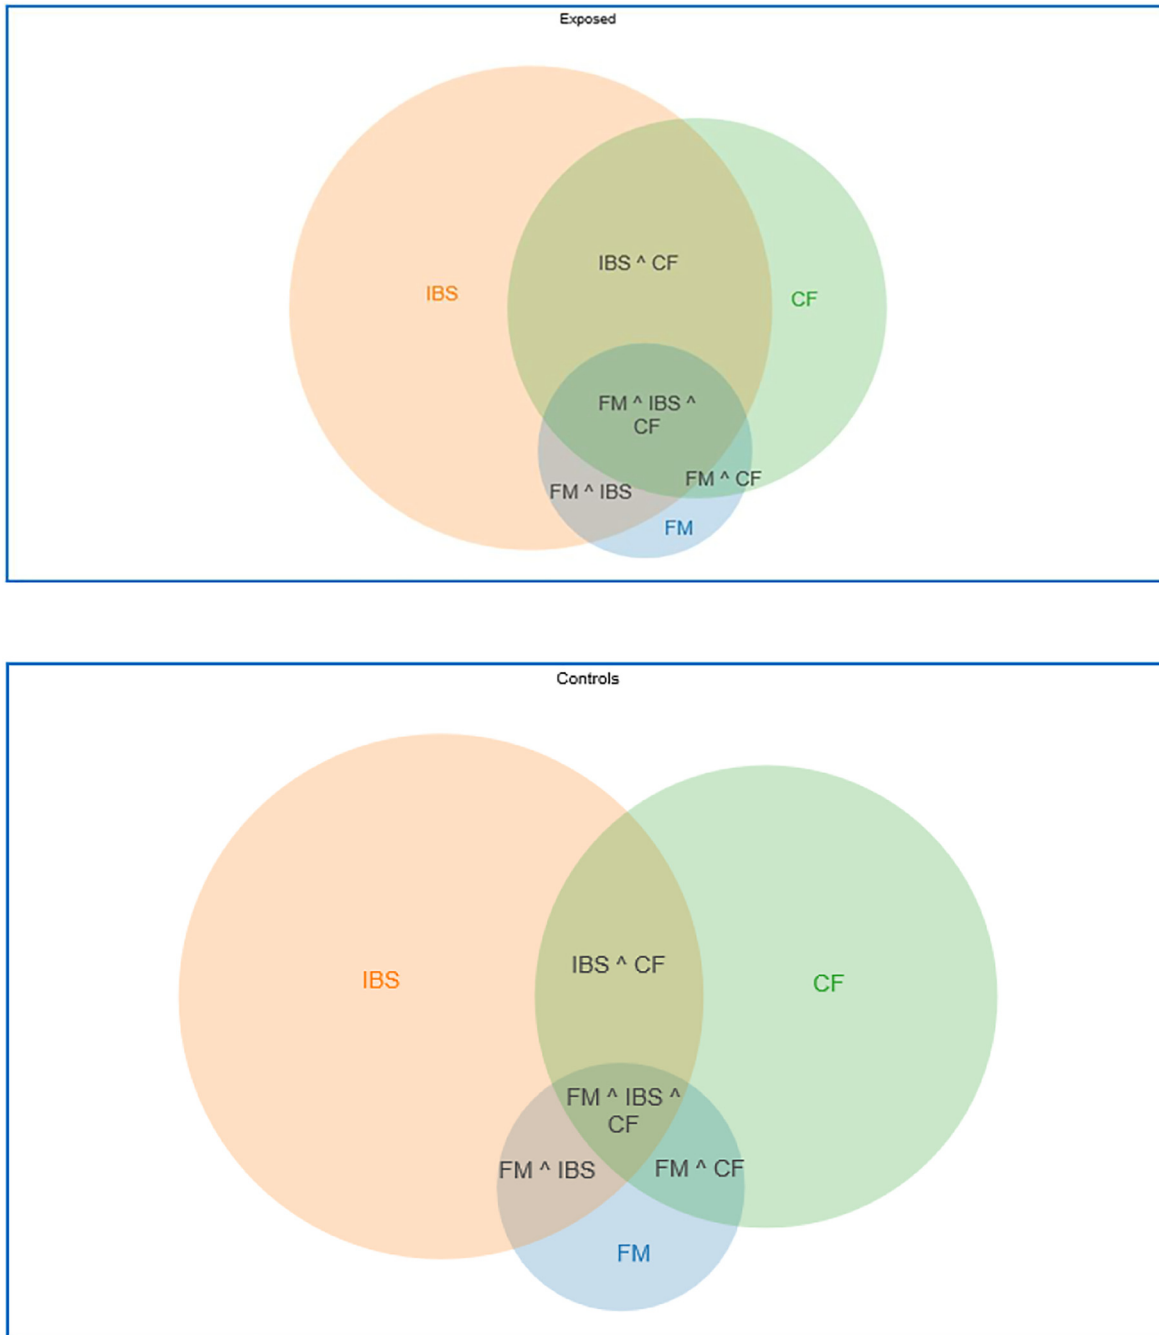 Exposed
IBS ^ CF
IBS
CF
FM ^ IBS ^
CF
FM ^ CF
FM ^ IBS
FM
Controls
IBS ^ CF
IBS
CF
FM ^ IBS ^
CF
FM ^ IBS
FM ^ CF
FM